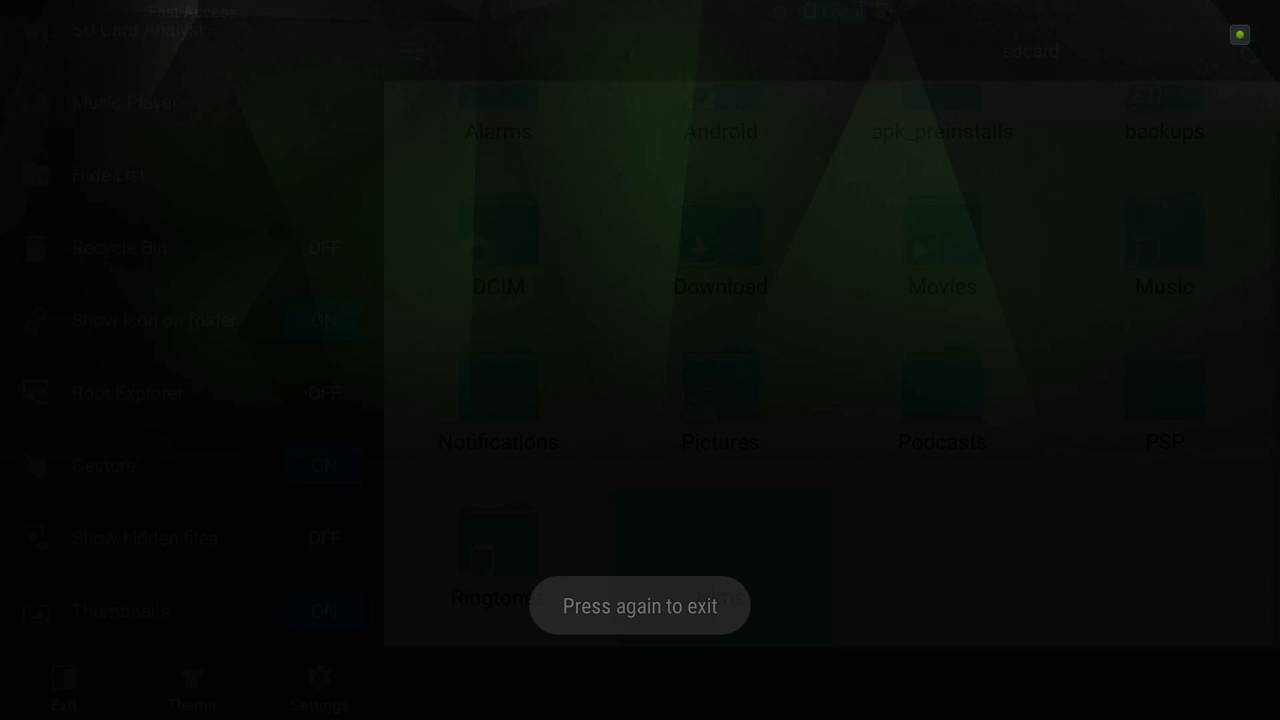 Fast Access
Local
SD Card Analyst
sdcard
Music Player
Alarms
Android
apk_preinstalls
backups
Hide List
Recycle Bin
OFF
DCIM
Download
Movies
Music
Show icon on folder
ON
Root Explorer
OFF
Notifications
Pictures
Podcasts
PSP
Gesture
ON
Show hidden files
OFF
Ringtones
Press again to exit
Thumbnails
ON
Exit
Theme
Settings